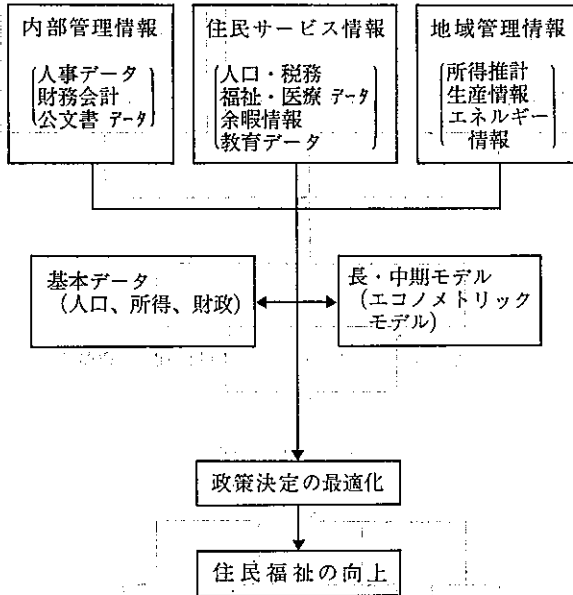 内部管理情報
人事データ
財務会計
公文書 データ
住民サービス情報
人口・税務
福祉・医療 データ
余暇情報
教育データ
地域管理情報
所得推計
生産情報
エネルギー
情報
基本データ
(人口、所得、財政)
長・中期モデル
(エコノメトリック
モデル)
政策決定の最適化
住民福祉の向上